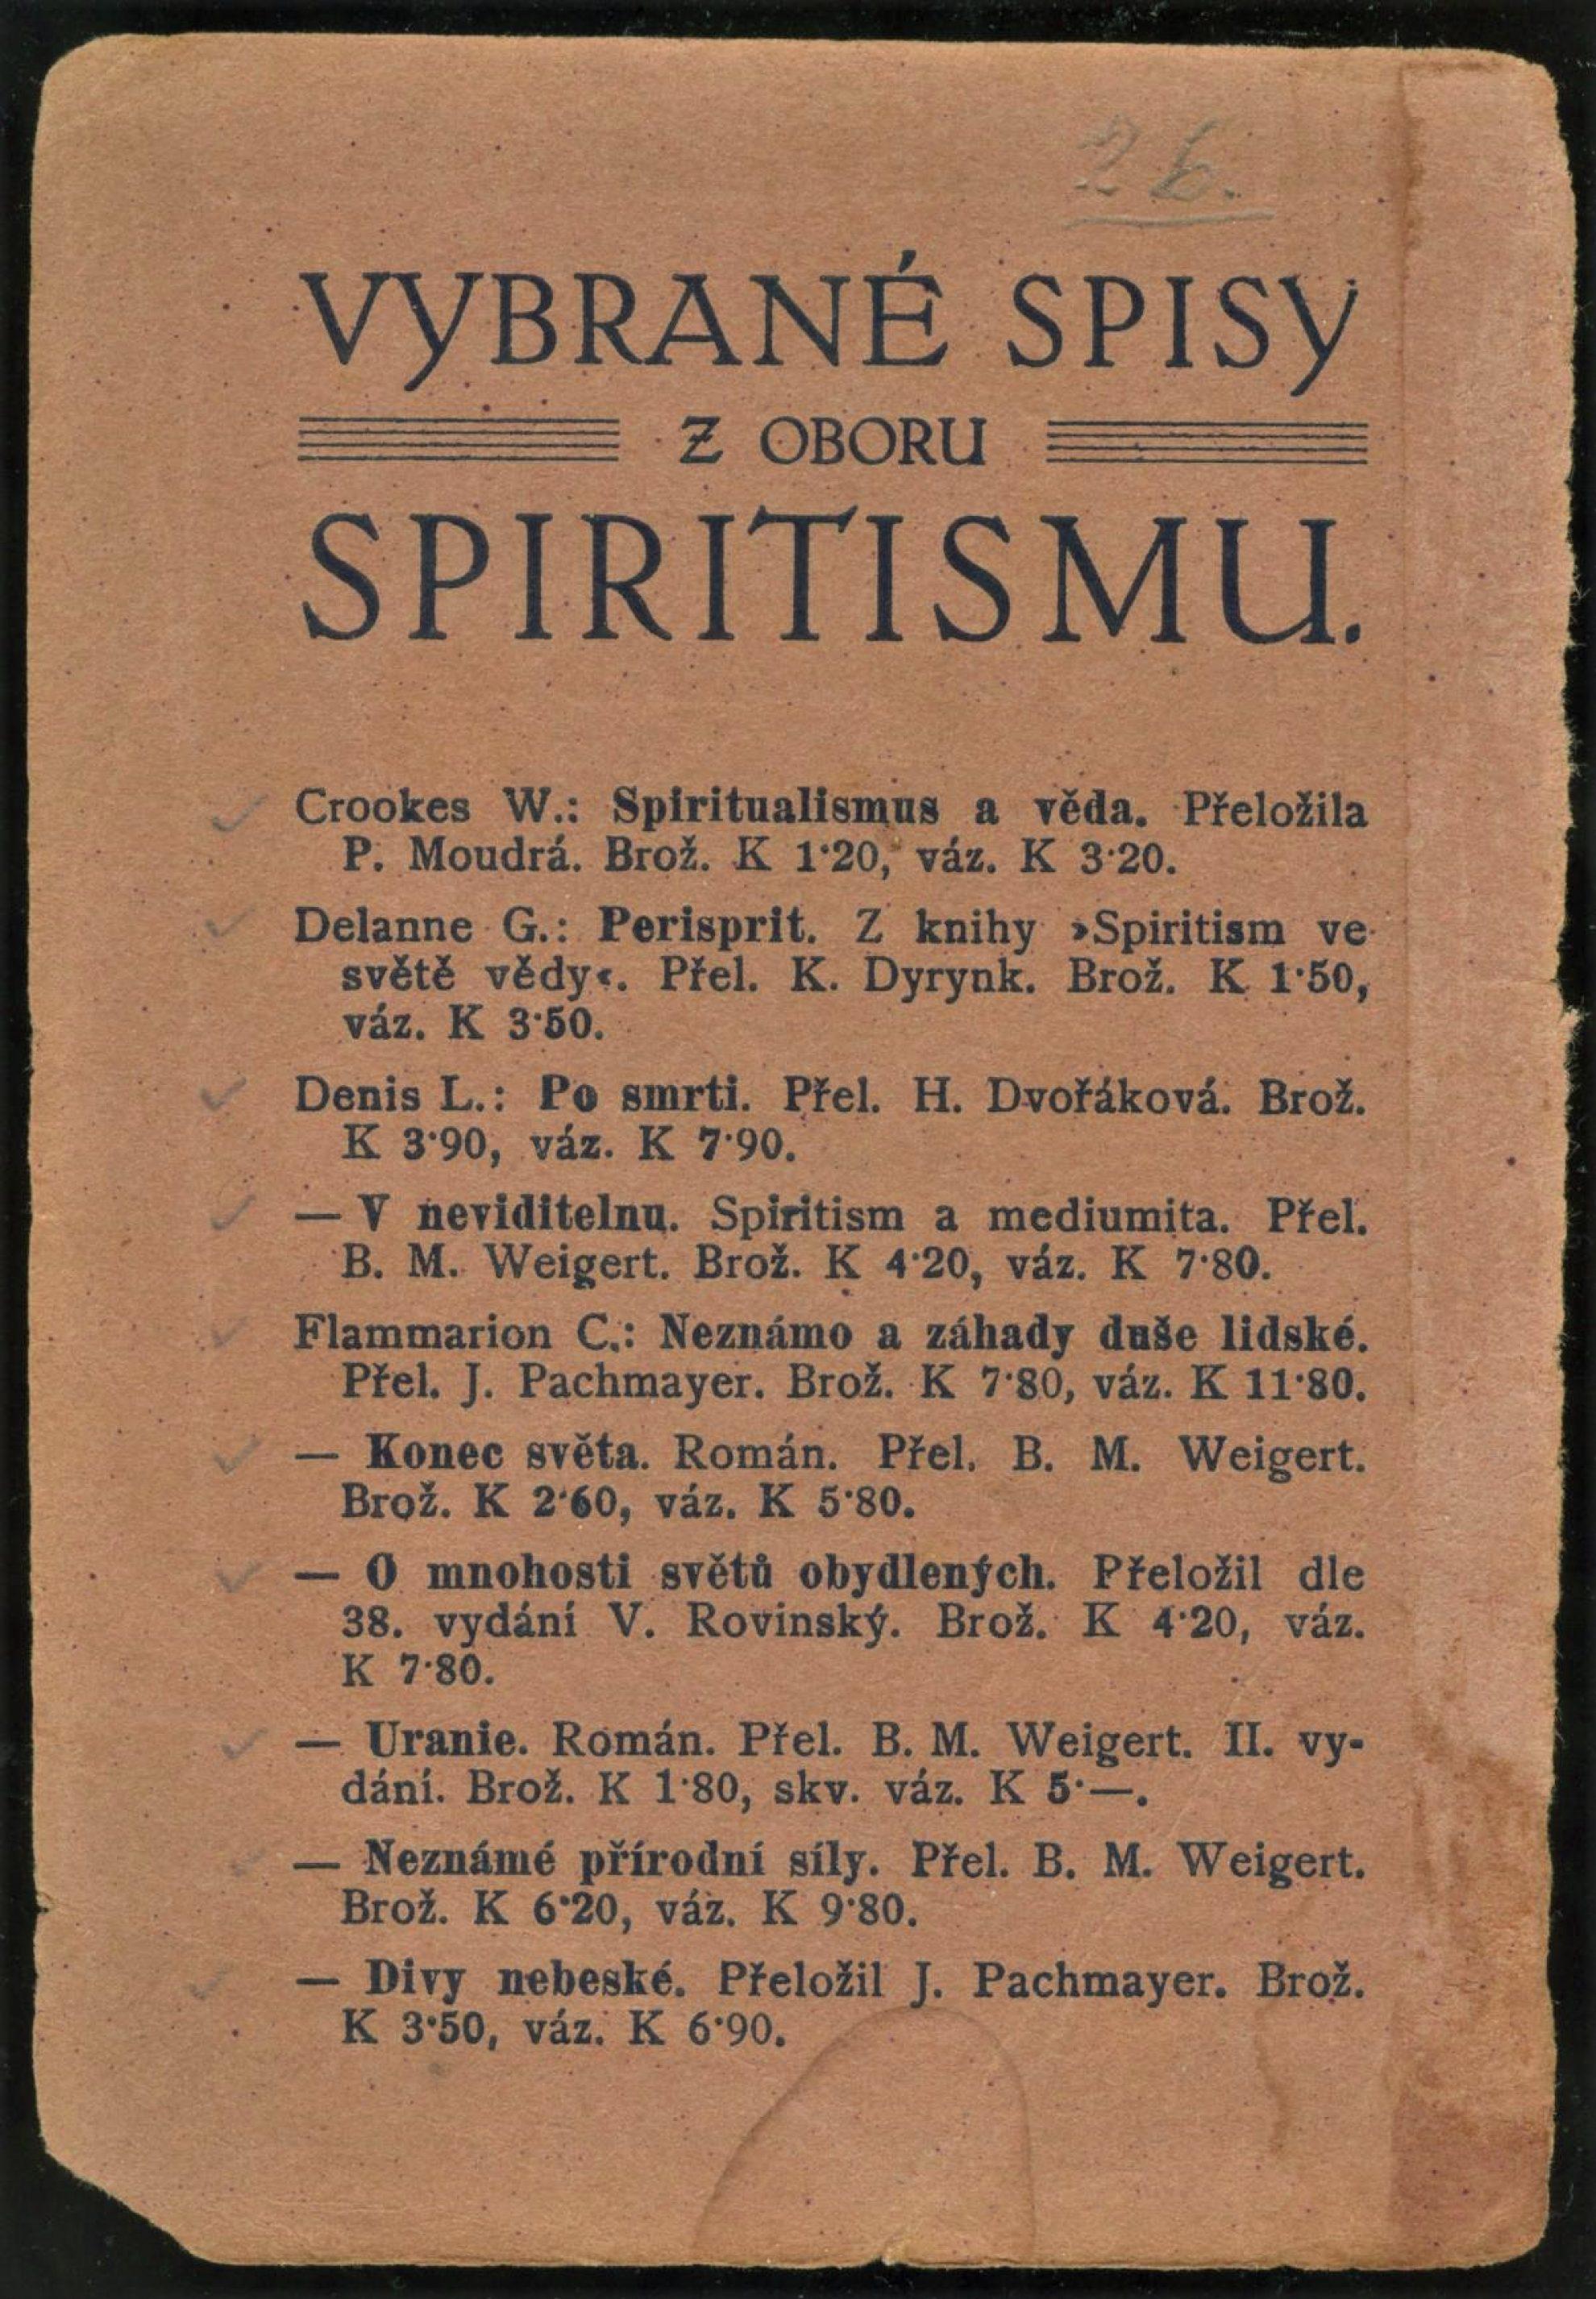 VYBRANÉ SPISY
Z OBORU
SPIRITISMU.
Crookes W.: Spiritualismus a věda. Přeložila
P. Moudrá. Brož. K 1·20, váz. K 3·20.
Delanne G.: Perisprit. Z knihy »Spiritism ve
světě vědy«. Přel. K. Dyrynk. Brož. K 1·50,
váz. K 3·50.
Denis L.: Po smrti. Přel. H. Dvořáková. Brož.
K 3·90, váz. K 7·90.
— V neviditelnu. Spiritism a mediumita. Přel.
B. M. Weigert. Brož. K 4·20, váz. K 7·80.
Flammarion C.: Neznámo a záhady duše lidské.
Přel. J. Pachmayer. Brož. K 7·80, váz. K 11·80.
— Konec světa. Román. Přel. B. M. Weigert.
Brož. K 2·60, váz. K 5·80.
— O mnohosti světů obydlených. Přeložil dle
38. vydání V. Rovinský. Brož. K 4·20, váz.
K 7·80.
— Uranie. Román. Přel. B. M. Weigert. II. vy-
dání. Brož. K 1·80, skv. váz. K 5·—.
— Neznámé přírodní síly. Přel. B. M. Weigert.
Brož. K 6·20, váz. K 9·80.
— Divy nebeské. Přeložil J. Pachmayer. Brož.
K 3·50, váz. K 6·90.